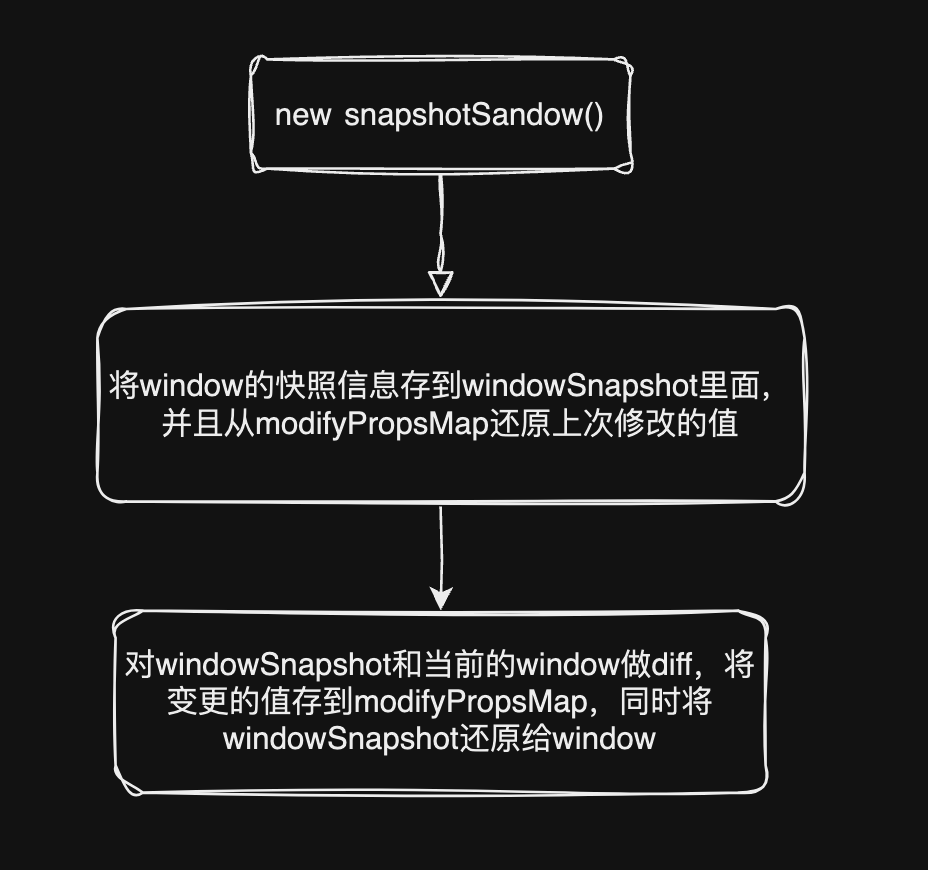 new snapshotSandow()
将window的快照信息存到windowSnapshot里面，
并且从modifyPropsMap还原上次修改的值
对windowSnapshot和当前的window做diff，将
变更的值存到modifyPropsMap，同时将
windowSnapshot还原给window